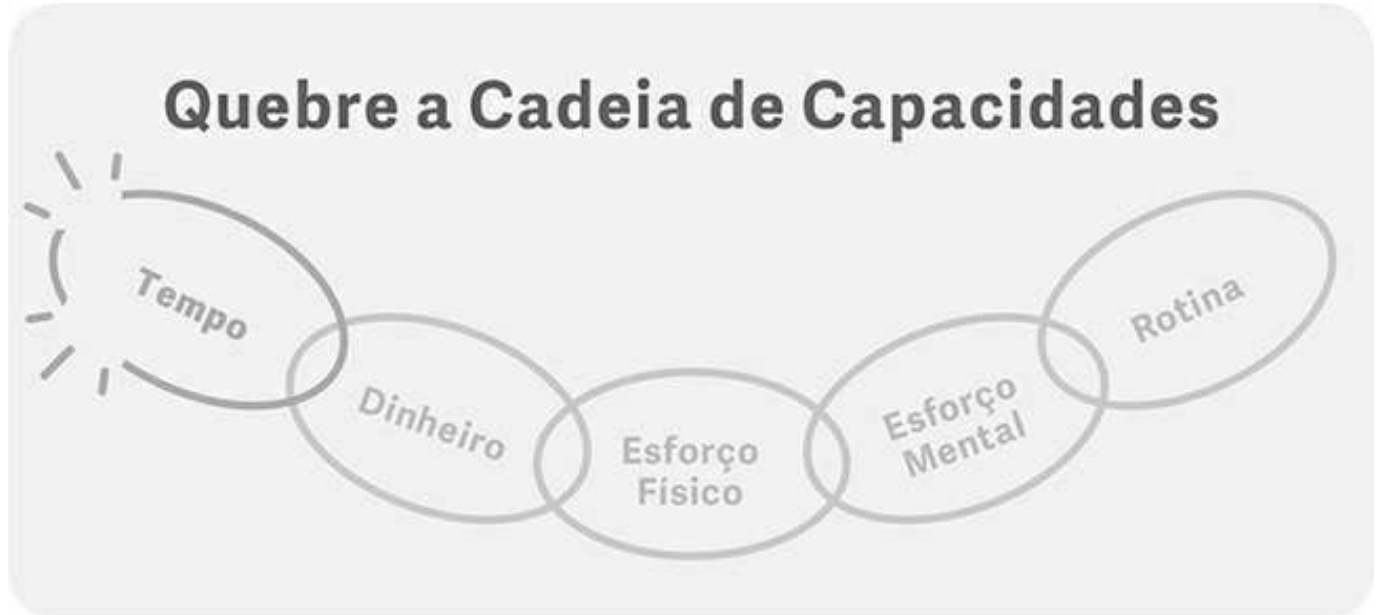 Quebre a Cadeia de Capacidades
Tempo
Dinheiro
Esforço
Físico
Esforço
Mental
Rotina